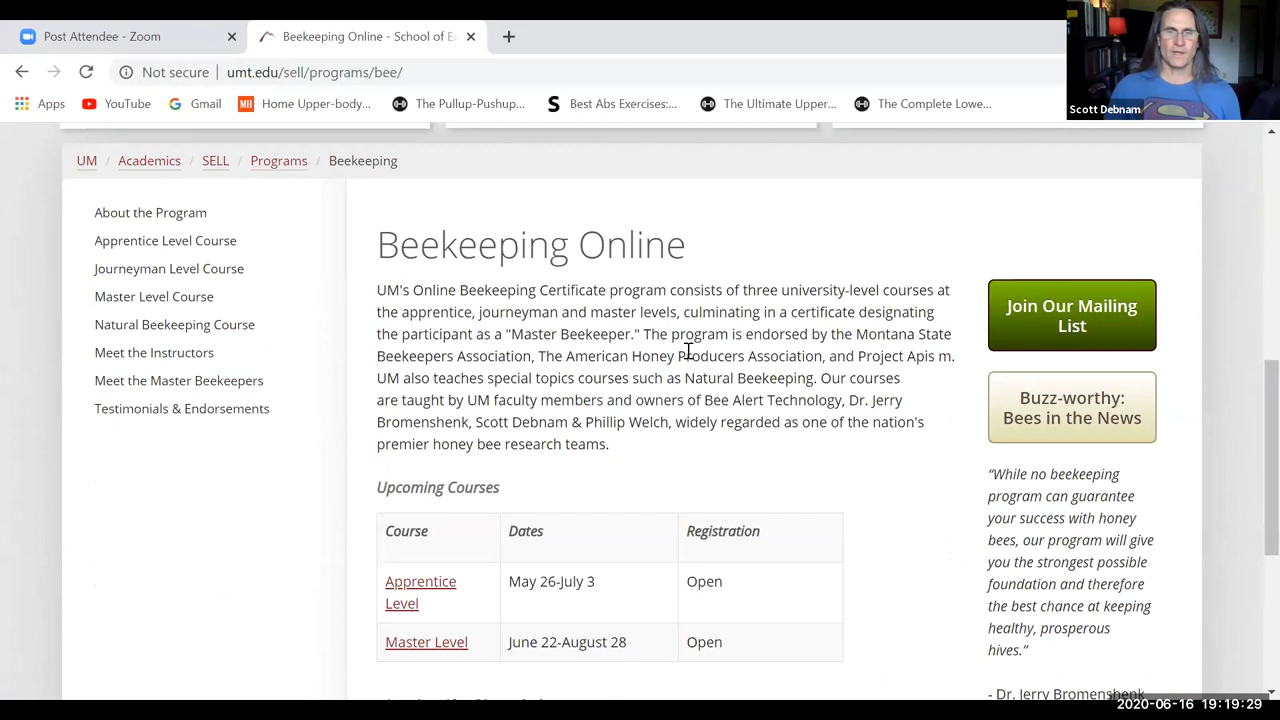 Post Attendee - Zoom
Beekeeping Online - School of E
Not secure
umt.edu/sell/programs/bee/
Apps
YouTube
Gmail
MH Home Upper-body...
The Pullup-Pushup...
S Best Abs Exercises:...
The Ultimate Upper...
The Complete Lowe...
Scott Debnam
UM / Academics / SELL / Programs / Beekeeping
About the Program
Apprentice Level Course
Journeyman Level Course
Master Level Course
Natural Beekeeping Course
Meet the Instructors
Meet the Master Beekeepers
Testimonials & Endorsements
Beekeeping Online
UM's Online Beekeeping Certificate program consists of three university-level courses at
the apprentice, journeyman and master levels, culminating in a certificate designating
the participant as a "Master Beekeeper." The program is endorsed by the Montana State
Beekeepers Association, The American Honey Producers Association, and Project Apis m.
UM also teaches special topics courses such as Natural Beekeeping. Our courses
are taught by UM faculty members and owners of Bee Alert Technology, Dr. Jerry
Bromenshenk, Scott Debnam & Phillip Welch, widely regarded as one of the nation's
premier honey bee research teams.
Upcoming Courses
Course Dates Registration
Apprentice
Level
May 26-July 3 Open
Master Level June 22-August 28 Open
Join Our Mailing
List
Buzz-worthy:
Bees in the News
“While no beekeeping
program can guarantee
your success with honey
bees, our program will give
you the strongest possible
foundation and therefore
the best chance at keeping
healthy, prosperous
hives.”
- Dr. Jerry Bromenshenk
2020-06-16 19:19:29